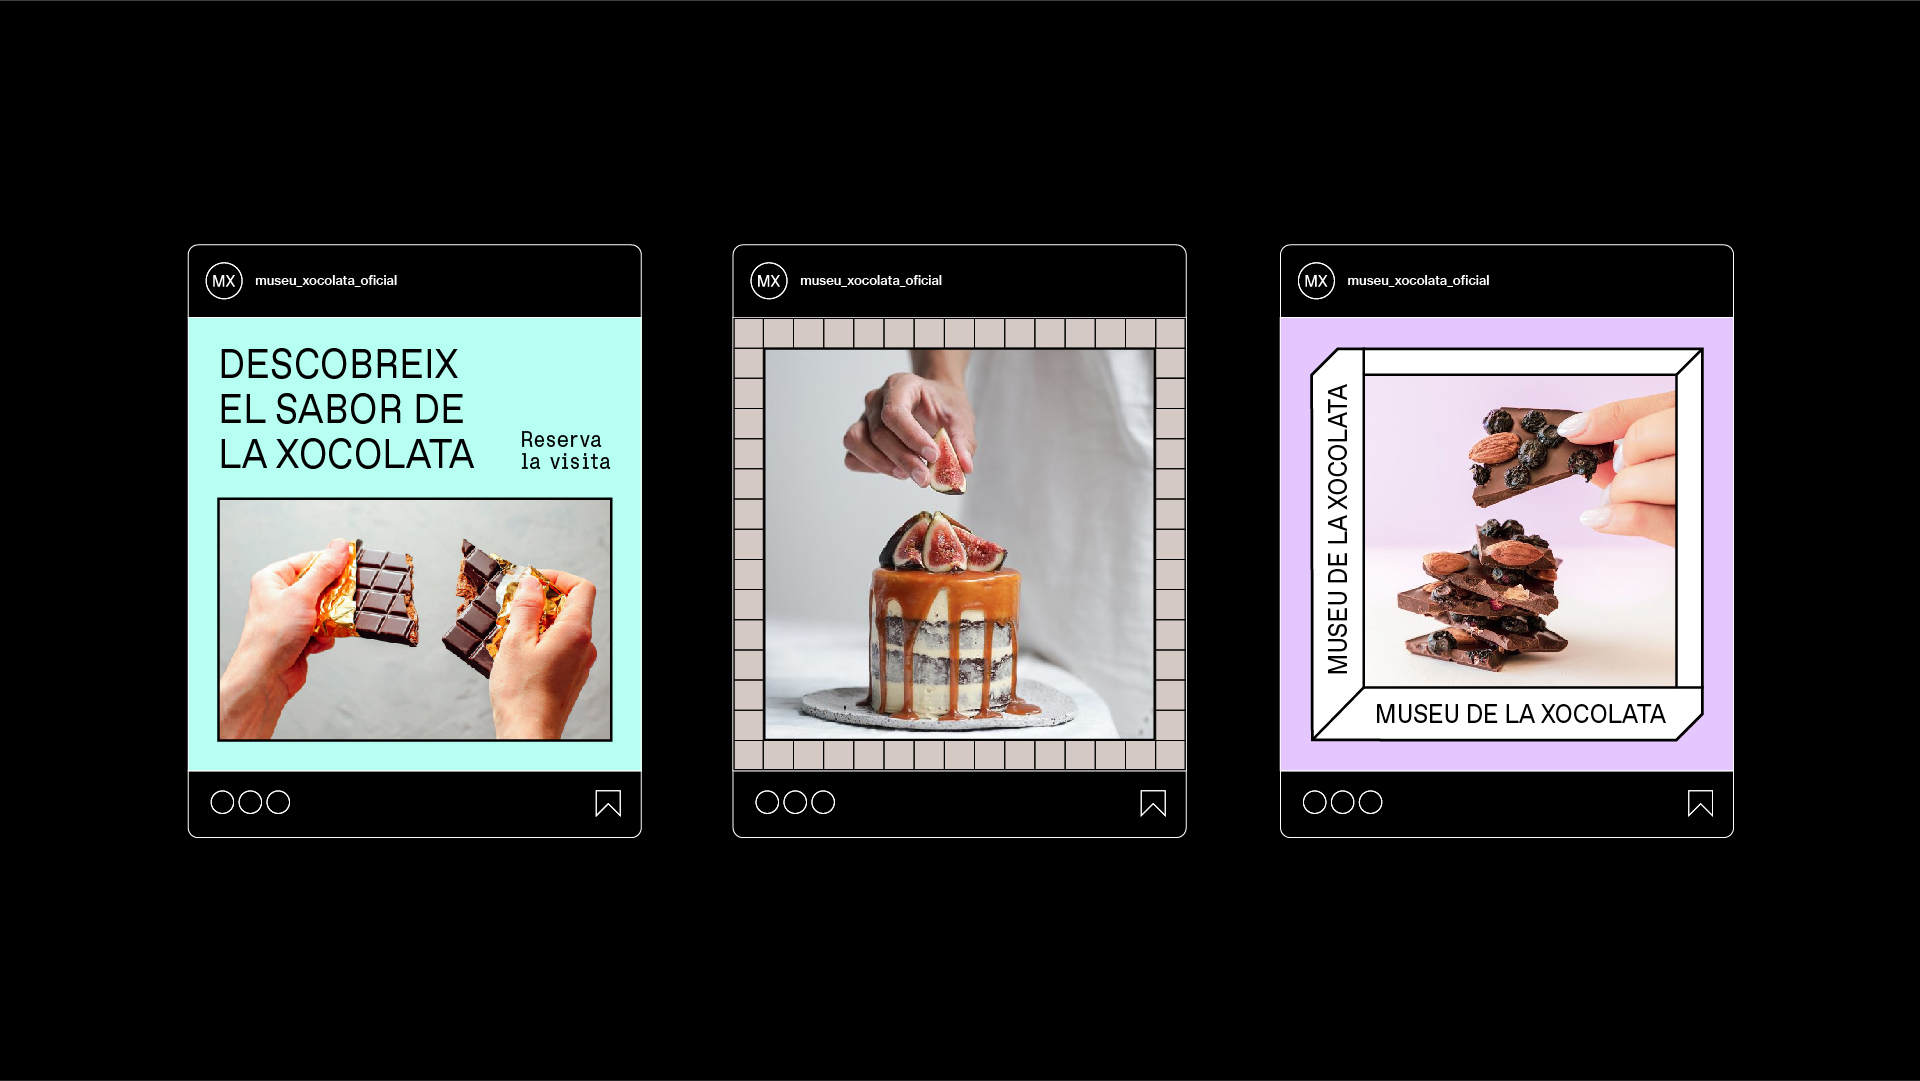 MX museu_xocolata_oficial
DESCOBREIX
EL SABOR DE
LA XOCOLATA
Reserva
la visita
MX museu_xocolata_oficial
MX museu_xocolata_oficial
MUSEU DE LA XOCOLATA
MUSEU DE LA XOCOLATA